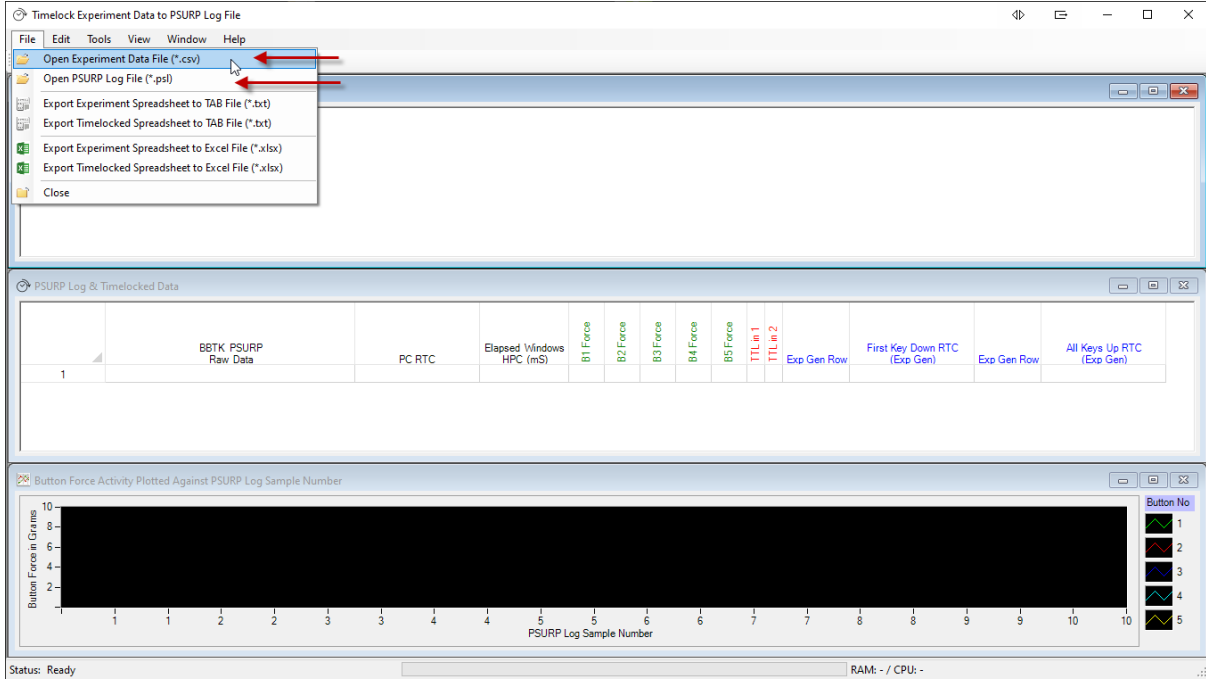 Timelock Experiment Data to PSURP Log File
File Edit Tools View Window Help
Open Experiment Data File (*.csv)
Open PSURP Log File (*.psl)
Export Experiment Spreadsheet to TAB File (*.txt)
Export Timelocked Spreadsheet to TAB File (*.txt)
Export Experiment Spreadsheet to Excel File (*.xlsx)
Export Timelocked Spreadsheet to Excel File (*.xlsx)
Close
PSURP Log & Timelocked Data
BBTK PSURP
Raw Data
PC RTC
Elapsed Windows
HPC (mS)
B1 Force
B2 Force
B3 Force
B4 Force
B5 Force
TTL in 1
TTL in 2
Exp Gen Row
First Key Down RTC
(Exp Gen)
Exp Gen Row
All Keys Up RTC
(Exp Gen)
1
Button Force Activity Plotted Against PSURP Log Sample Number
Button Force in Grams
10
8
6
4
2
1 1 2 2 3 3 4 4 5 5 6 6 7 7 8 8 9 9 10 10
PSURP Log Sample Number
Button No
1
2
3
4
5
Status: Ready
RAM: - / CPU: -